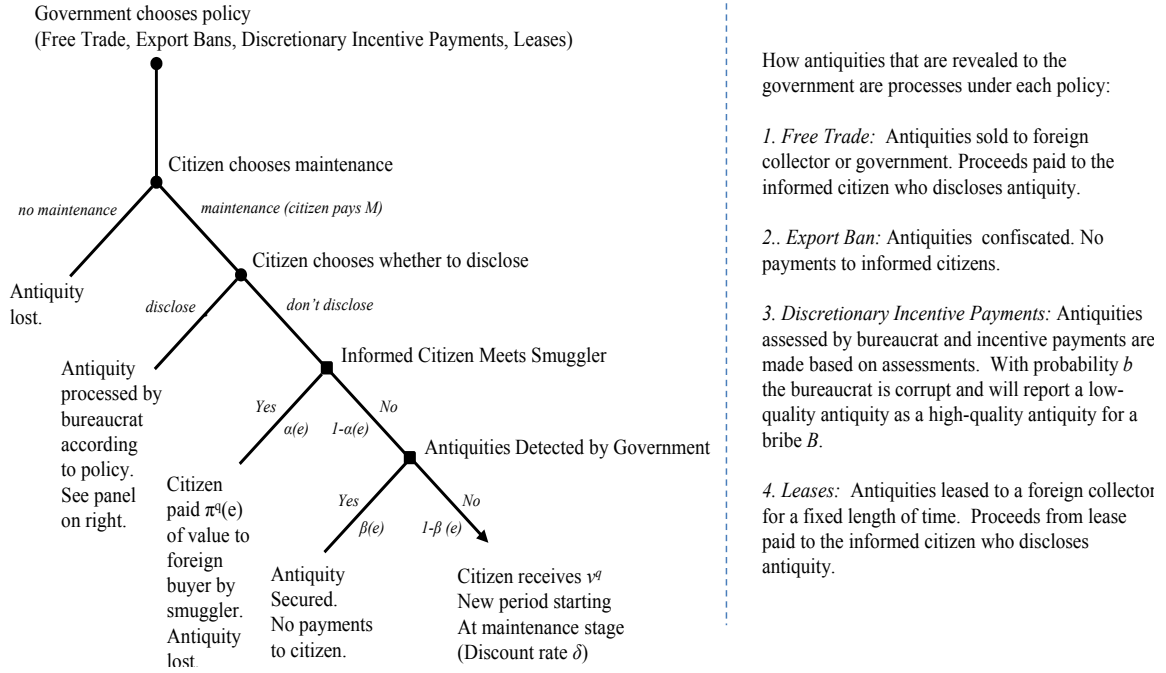 Government chooses policy
(Free Trade, Export Bans, Discretionary Incentive Payments, Leases)
Citizen chooses maintenance
no maintenance
maintenance (citizen pays M)
Antiquity
lost.
Citizen chooses whether to disclose
disclose
don't disclose
Antiquity
processed by
bureaucrat
according
to policy.
See panel
on right.
Informed Citizen Meets Smuggler
Yes
No
α(e)
1-α(e)
Citizen
paid πᑫ(e)
of value to
foreign
buyer by
smuggler.
Antiquity
lost.
Antiquities Detected by Government
Yes
No
β(e)
1-β (e)
Antiquity
Secured.
No payments
to citizen.
Citizen receives vᑫ
New period starting
At maintenance stage
(Discount rate δ)
How antiquities that are revealed to the
government are processes under each policy:
1. Free Trade: Antiquities sold to foreign
collector or government. Proceeds paid to the
informed citizen who discloses antiquity.
2.. Export Ban: Antiquities confiscated. No
payments to informed citizens.
3. Discretionary Incentive Payments: Antiquities
assessed by bureaucrat and incentive payments are
made based on assessments. With probability b
the bureaucrat is corrupt and will report a low-
quality antiquity as a high-quality antiquity for a
bribe B.
4. Leases: Antiquities leased to a foreign collector
for a fixed length of time. Proceeds from lease
paid to the informed citizen who discloses
antiquity.